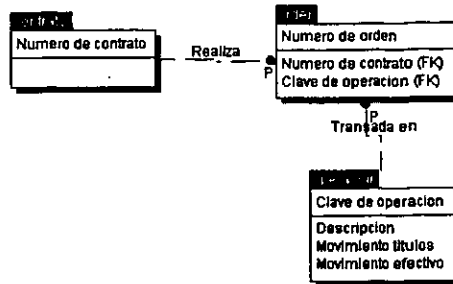 Numero de contrato
Realiza
P
Numero de orden
Numero de contrato (FK)
Clave de operacion (FK)
P
Transada en
Clave de operacion
Descripcion
Movimiento titulos
Movimiento efectivo